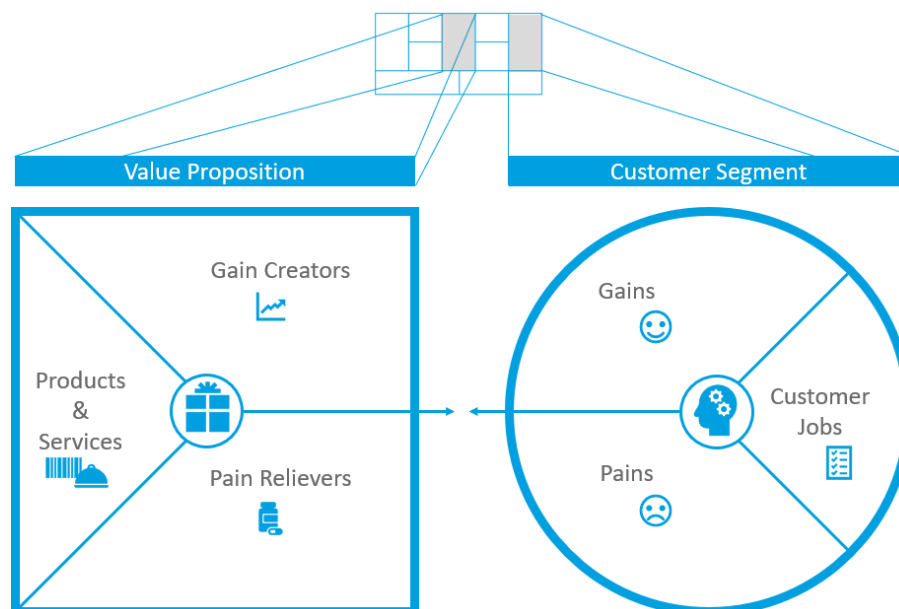 Value Proposition
Customer Segment
Gain Creators
Products
&
Services
Pain Relievers
Gains
Customer
Jobs
Pains